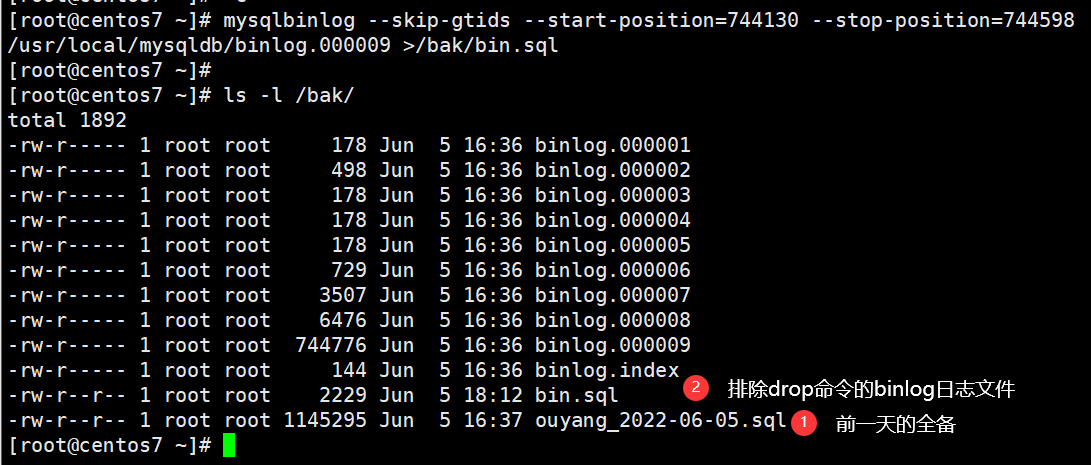 [root@centos7 ~]# mysqlbinlog --skip-gtids --start-position=744130 --stop-position=744598
/usr/local/mysqldb/binlog.000009 >/bak/bin.sql
[root@centos7 ~]#
[root@centos7 ~]# ls -l /bak/
total 1892
-rw-r----- 1 root root     178 Jun  5 16:36 binlog.000001
-rw-r----- 1 root root     498 Jun  5 16:36 binlog.000002
-rw-r----- 1 root root     178 Jun  5 16:36 binlog.000003
-rw-r----- 1 root root     178 Jun  5 16:36 binlog.000004
-rw-r----- 1 root root     178 Jun  5 16:36 binlog.000005
-rw-r----- 1 root root     729 Jun  5 16:36 binlog.000006
-rw-r----- 1 root root    3507 Jun  5 16:36 binlog.000007
-rw-r----- 1 root root    6476 Jun  5 16:36 binlog.000008
-rw-r----- 1 root root  744776 Jun  5 16:36 binlog.000009
-rw-r----- 1 root root     144 Jun  5 16:36 binlog.index
-rw-r--r-- 1 root root    2229 Jun  5 18:12 bin.sql 2 排除drop命令的binlog日志文件
-rw-r--r-- 1 root root 1145295 Jun  5 16:37 ouyang_2022-06-05.sql 1 前一天的全备
[root@centos7 ~]#